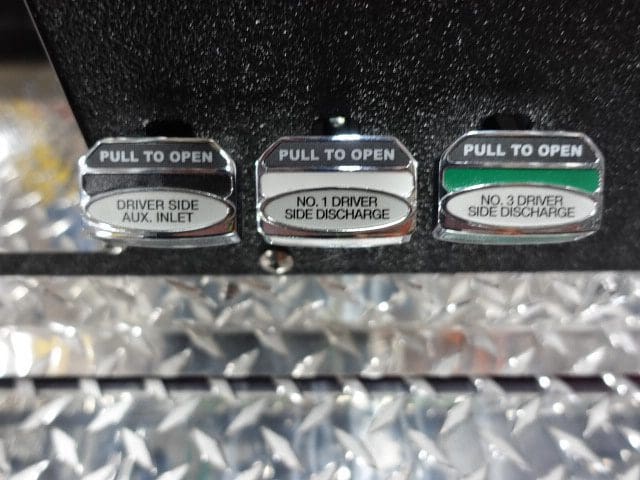 PULL TO OPEN
DRIVER SIDE
AUX. INLET
PULL TO OPEN
NO. 1 DRIVER
SIDE DISCHARGE
PULL TO OPEN
NO. 3 DRIVER
SIDE DISCHARGE